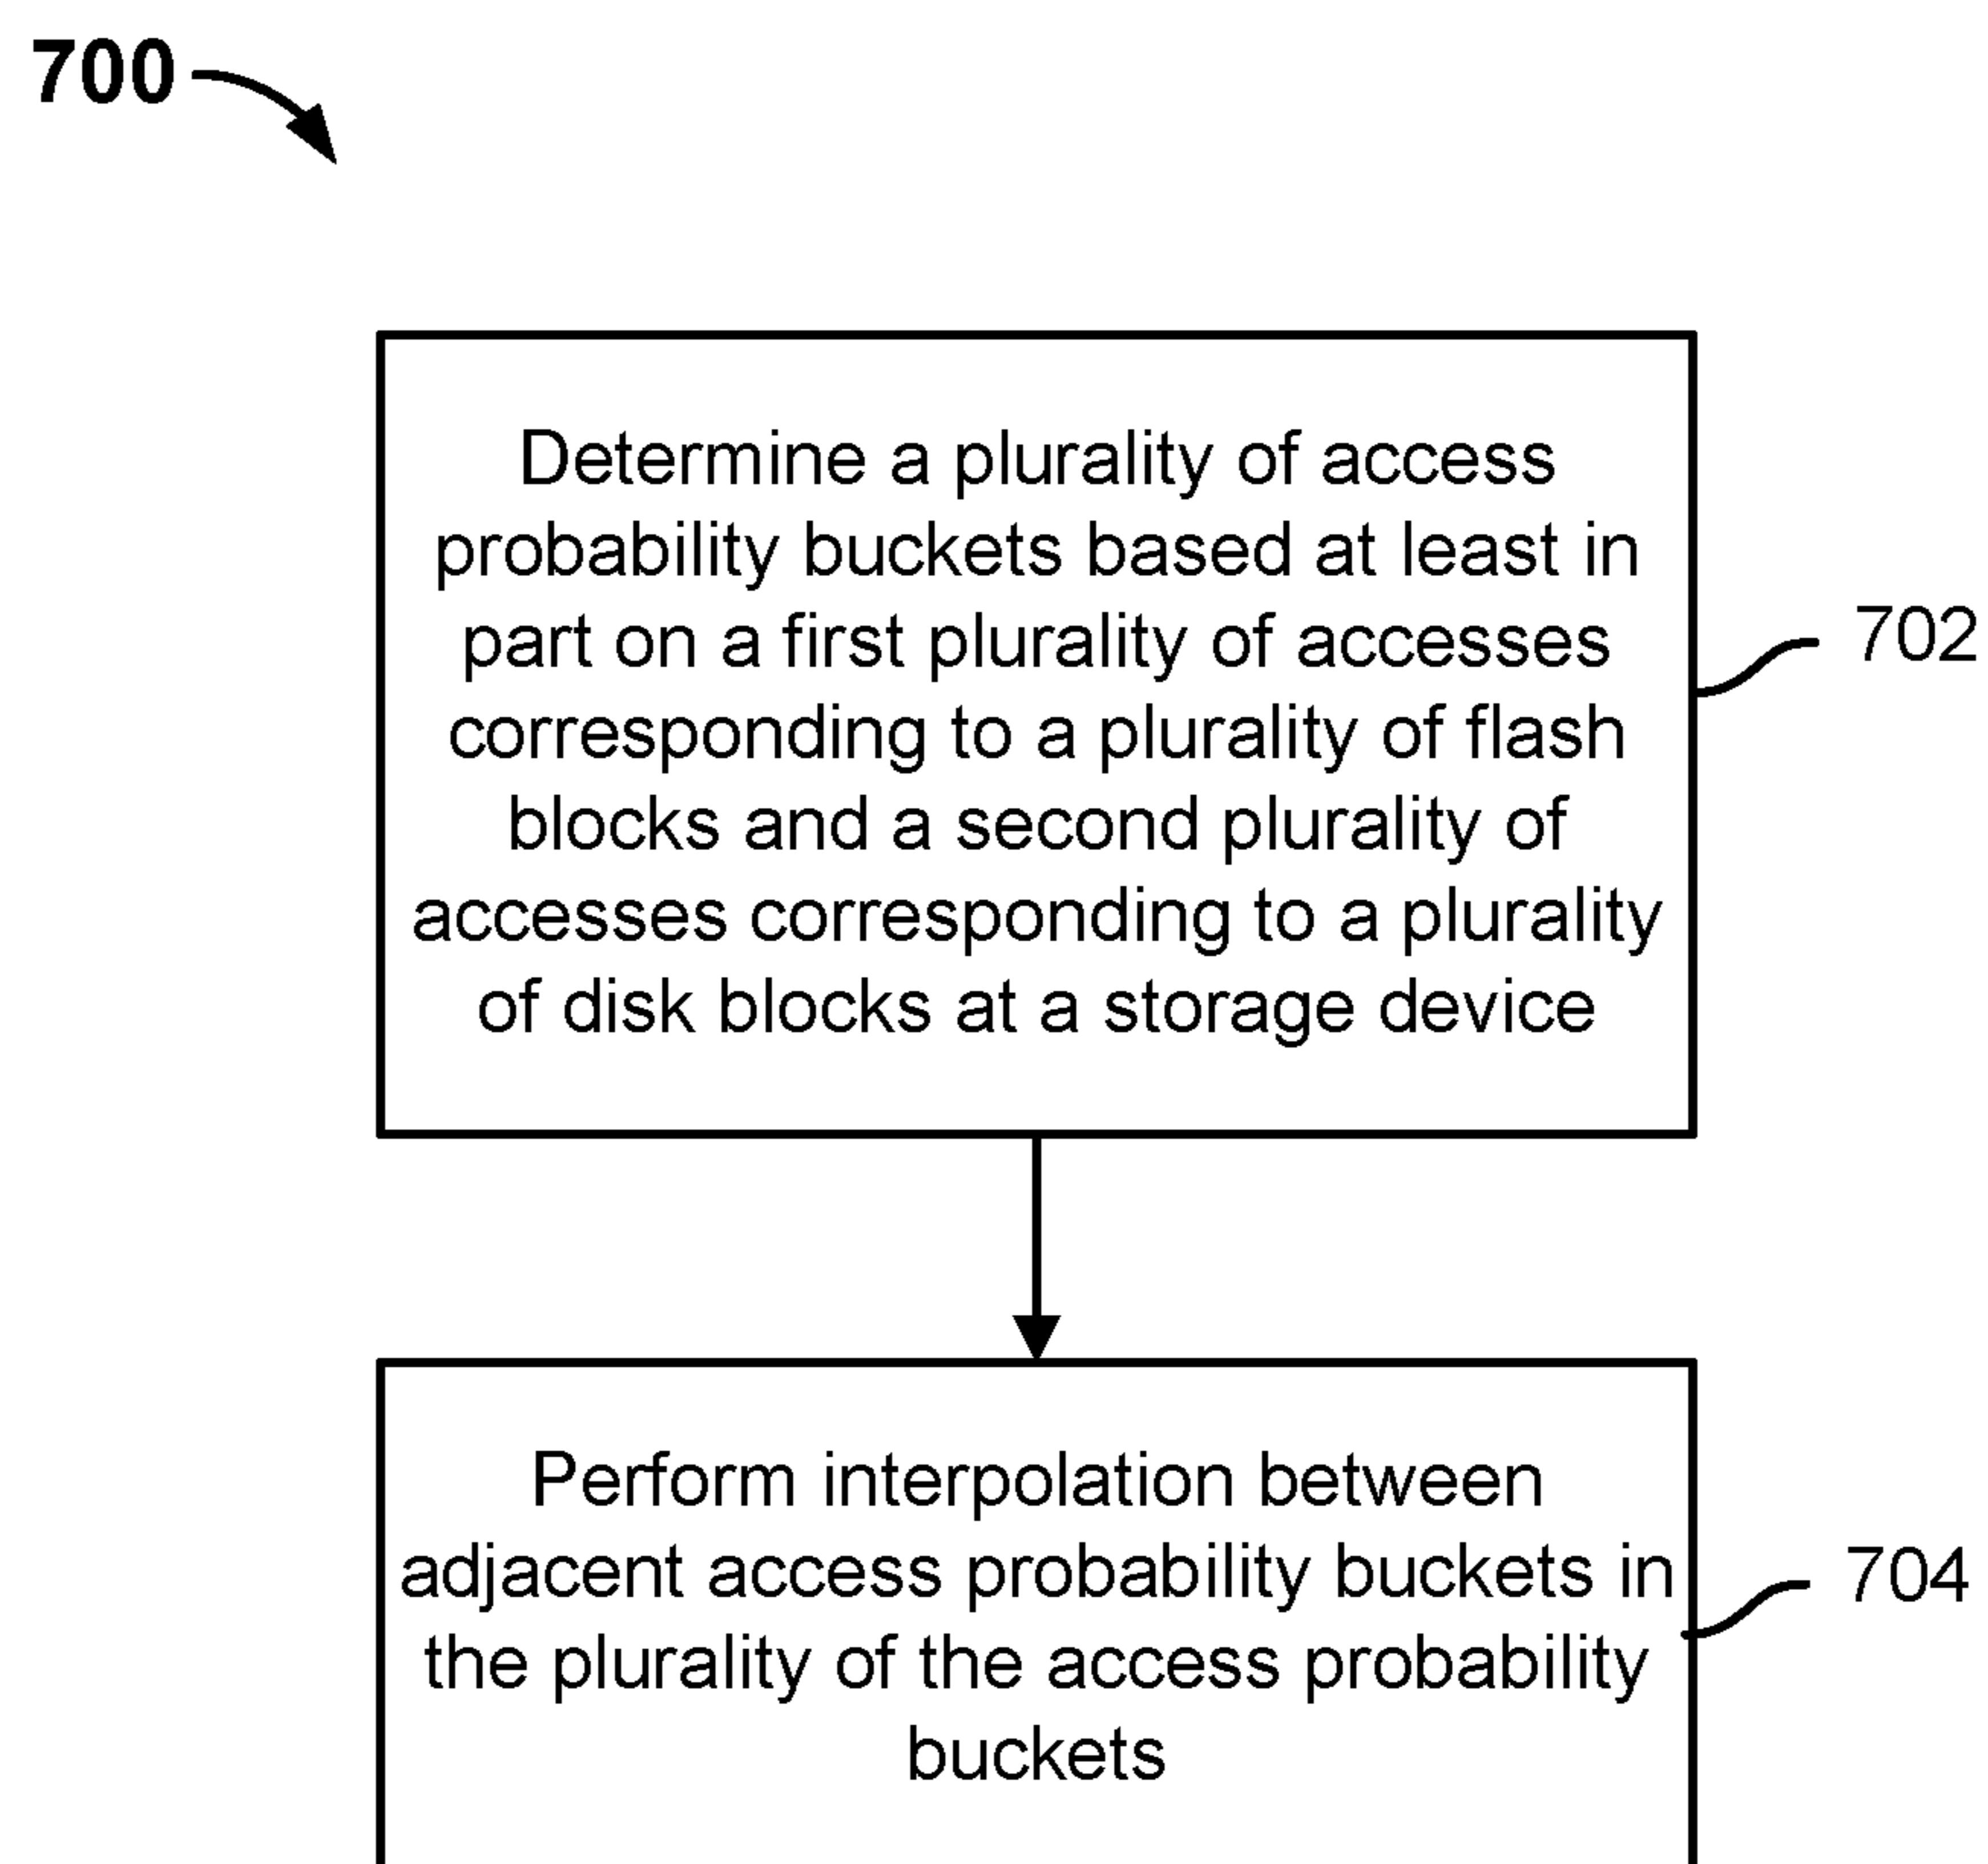 700
Determine a plurality of access
probability buckets based at least in
part on a first plurality of accesses
corresponding to a plurality of flash
blocks and a second plurality of
accesses corresponding to a plurality
of disk blocks at a storage device
702
Perform interpolation between
adjacent access probability buckets in
the plurality of the access probability
buckets
704